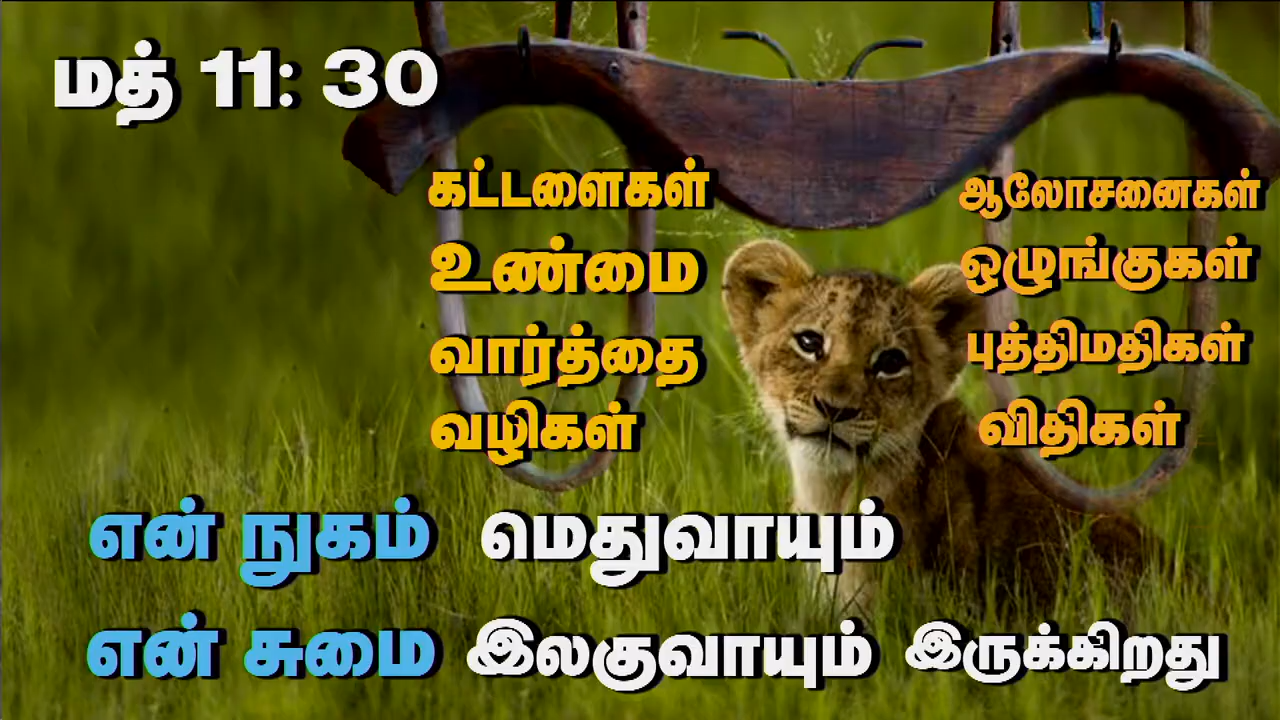 மத் 11: 30
கட்டளைகள்
உண்மை
வார்த்தை
வழிகள்
ஆலோசனைகள்
ஒழுங்குகள்
புத்திமதிகள்
விதிகள்
என் நுகம் மெதுவாயும்
என் சுமை இலகுவாயும் இருக்கிறது